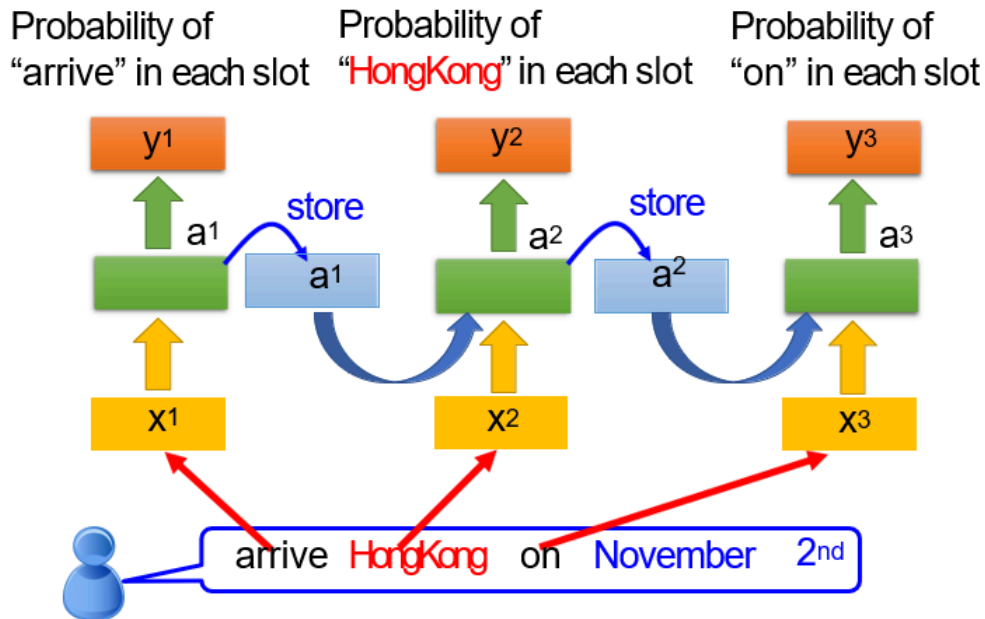 Probability of
"arrive" in each slot
Probability of
"HongKong" in each slot
Probability of
"on" in each slot
y1
y2
y3
store
store
a1
a2
a3
a1
a2
x1
x2
x3
arrive HongKong on November 2nd